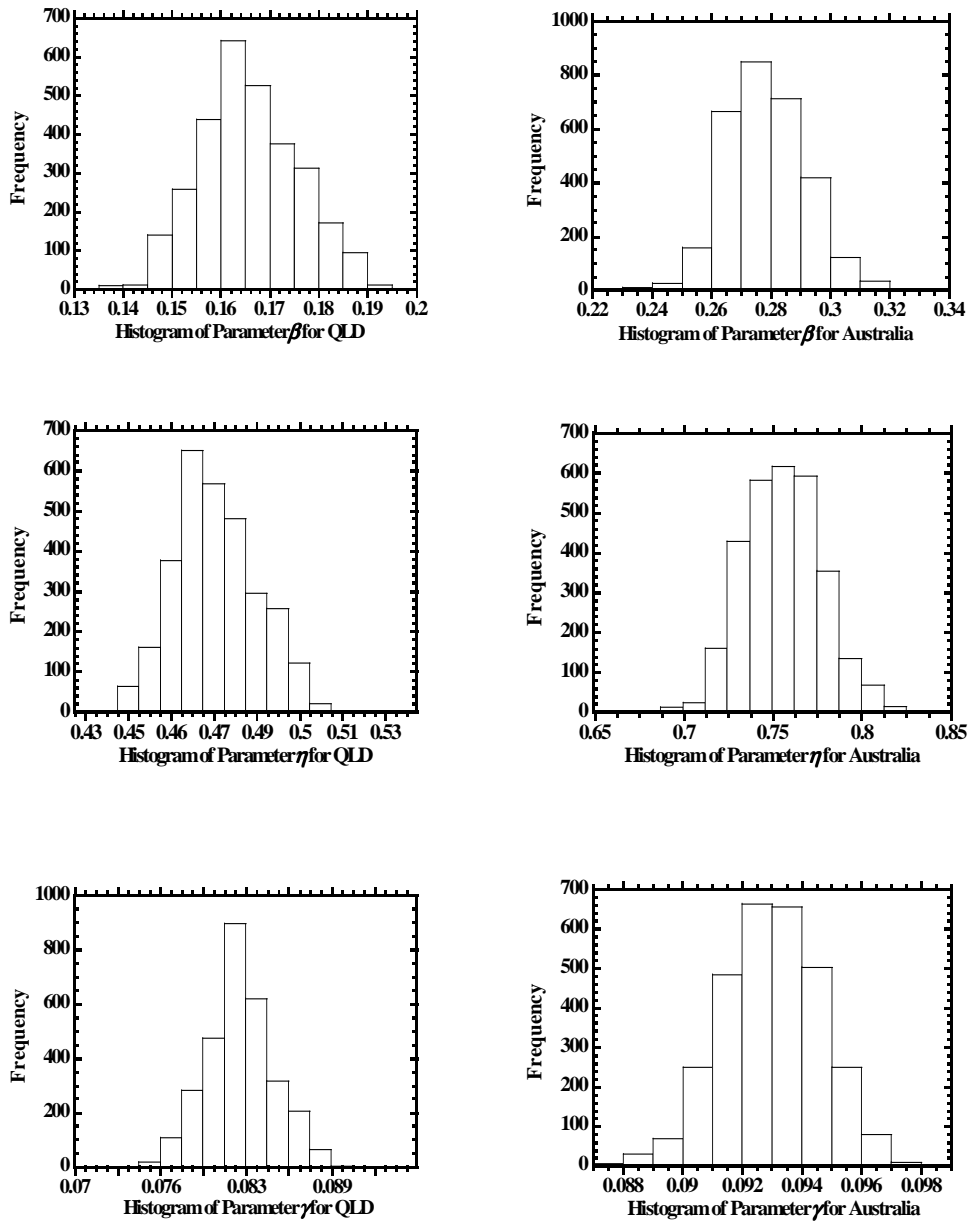 700
600
500
400
300
200
100
0
Frequency
0.13 0.14 0.15 0.16 0.17 0.18 0.19 0.2
Histogram of Parameter β for QLD
1000
800
600
400
200
0
Frequency
0.22 0.24 0.26 0.28 0.3 0.32 0.34
Histogram of Parameter β for Australia
700
600
500
400
300
200
100
0
Frequency
0.43 0.45 0.46 0.47 0.49 0.5 0.51 0.53
Histogram of Parameter η for QLD
700
600
500
400
300
200
100
0
Frequency
0.65 0.7 0.75 0.8 0.85
Histogram of Parameter η for Australia
1000
800
600
400
200
0
Frequency
0.07 0.076 0.083 0.089
Histogram of Parameter γ for QLD
700
600
500
400
300
200
100
0
Frequency
0.088 0.09 0.092 0.094 0.096 0.098
Histogram of Parameter γ for Australia